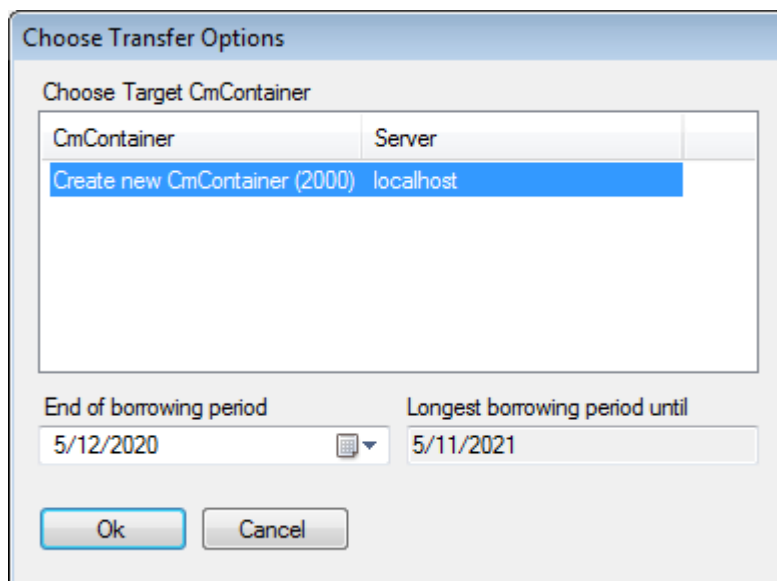 Choose Transfer Options
Choose Target CmContainer
CmContainer Server
Create new CmContainer (2000) localhost
End of borrowing period Longest borrowing period until
5/12/2020 5/11/2021
Ok Cancel